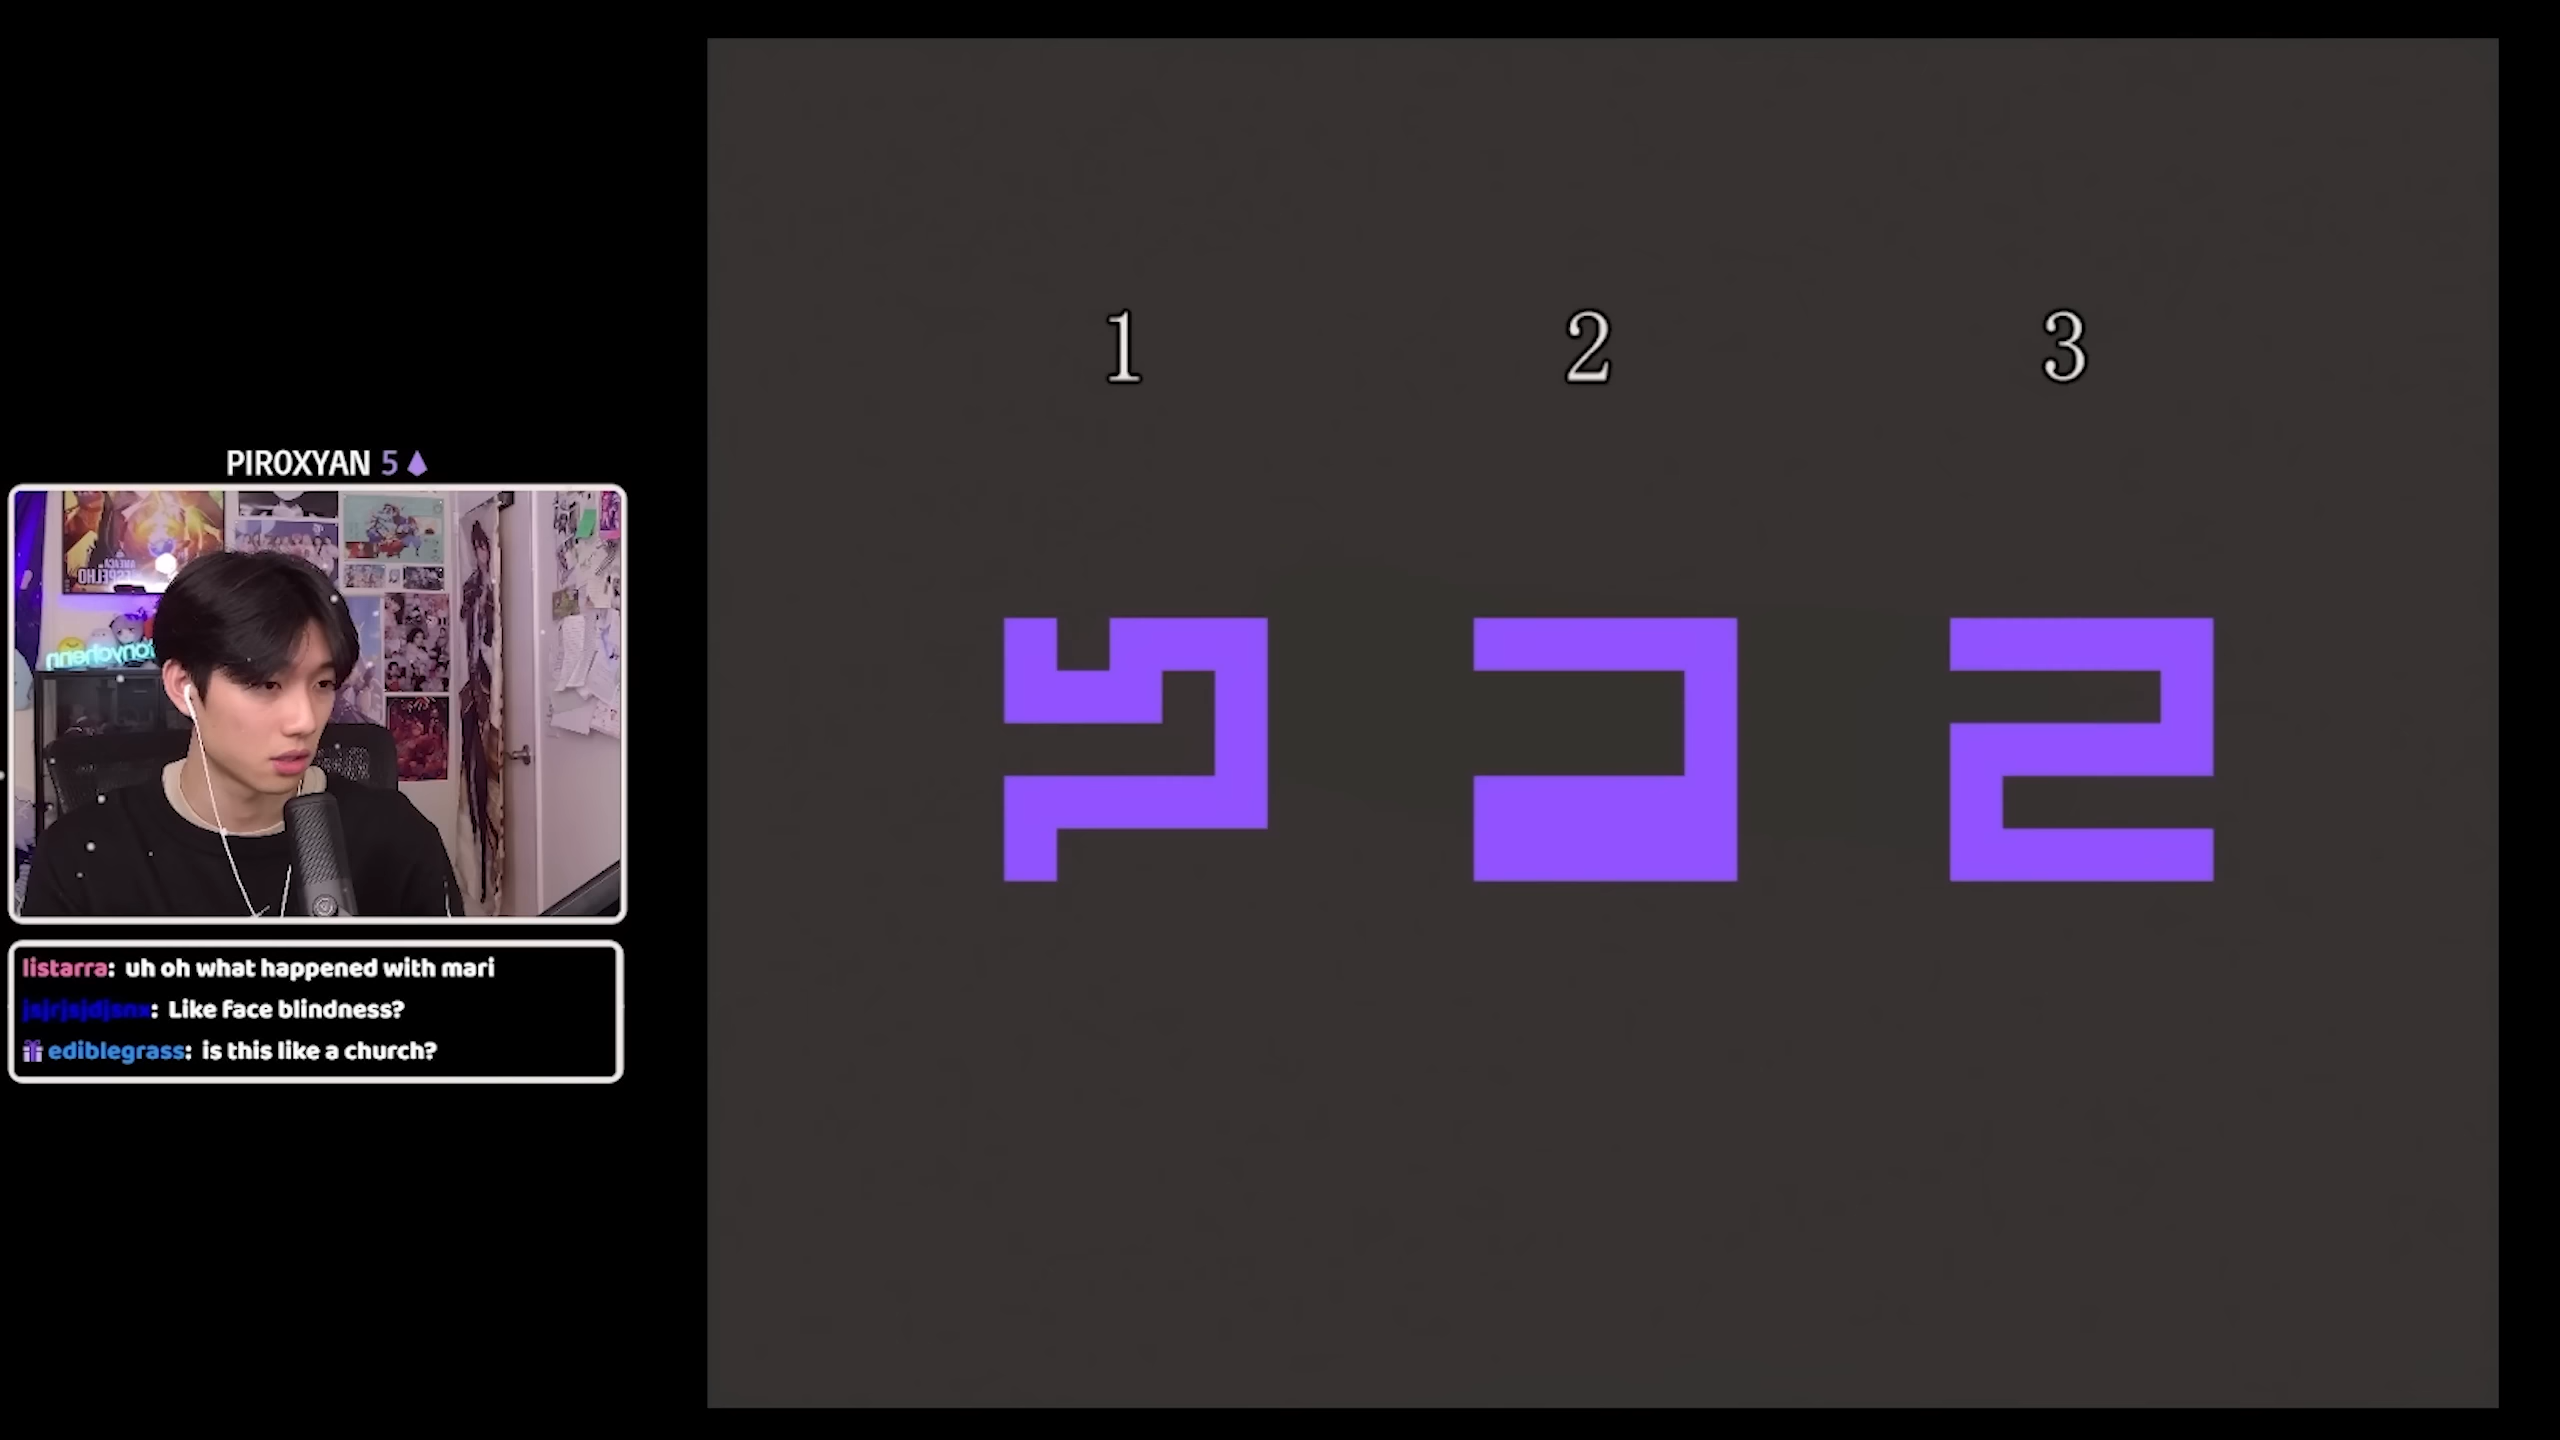 1 2 3
PIROXYAN 5
listarra: uh oh what happened with mari
jsjrjsjdjsnx: Like face blindness?
ediblegrass: is this like a church?